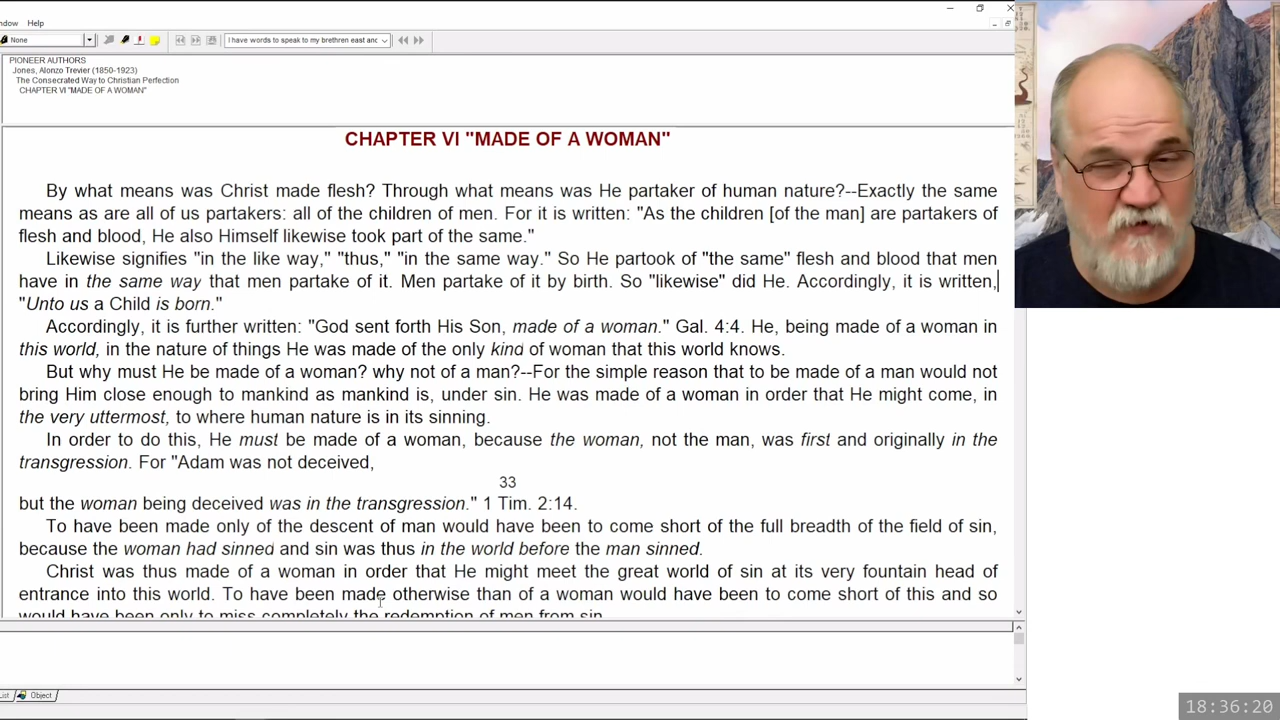 ndow Help
None
I have words to speak to my brethren east anc
PIONEER AUTHORS
Jones, Alonzo Trevier (1850-1923)
The Consecrated Way to Christian Perfection
CHAPTER VI "MADE OF A WOMAN"
CHAPTER VI "MADE OF A WOMAN"
By what means was Christ made flesh? Through what means was He partaker of human nature?--Exactly the same
means as are all of us partakers: all of the children of men. For it is written: "As the children [of the man] are partakers of
flesh and blood, He also Himself likewise took part of the same."
Likewise signifies "in the like way," "thus," "in the same way." So He partook of "the same" flesh and blood that men
have in the same way that men partake of it. Men partake of it by birth. So "likewise" did He. Accordingly, it is written,
"Unto us a Child is born."
Accordingly, it is further written: "God sent forth His Son, made of a woman." Gal. 4:4. He, being made of a woman in
this world, in the nature of things He was made of the only kind of woman that this world knows.
But why must He be made of a woman? why not of a man?--For the simple reason that to be made of a man would not
bring Him close enough to mankind as mankind is, under sin. He was made of a woman in order that He might come, in
the very uttermost, to where human nature is in its sinning.
In order to do this, He must be made of a woman, because the woman, not the man, was first and originally in the
transgression. For "Adam was not deceived,
33
but the woman being deceived was in the transgression." 1 Tim. 2:14.
To have been made only of the descent of man would have been to come short of the full breadth of the field of sin,
because the woman had sinned and sin was thus in the world before the man sinned.
Christ was thus made of a woman in order that He might meet the great world of sin at its very fountain head of
entrance into this world. To have been made otherwise than of a woman would have been to come short of this and so
would have been only to miss completely the redemption of men from sin.
List Object
18:36:20